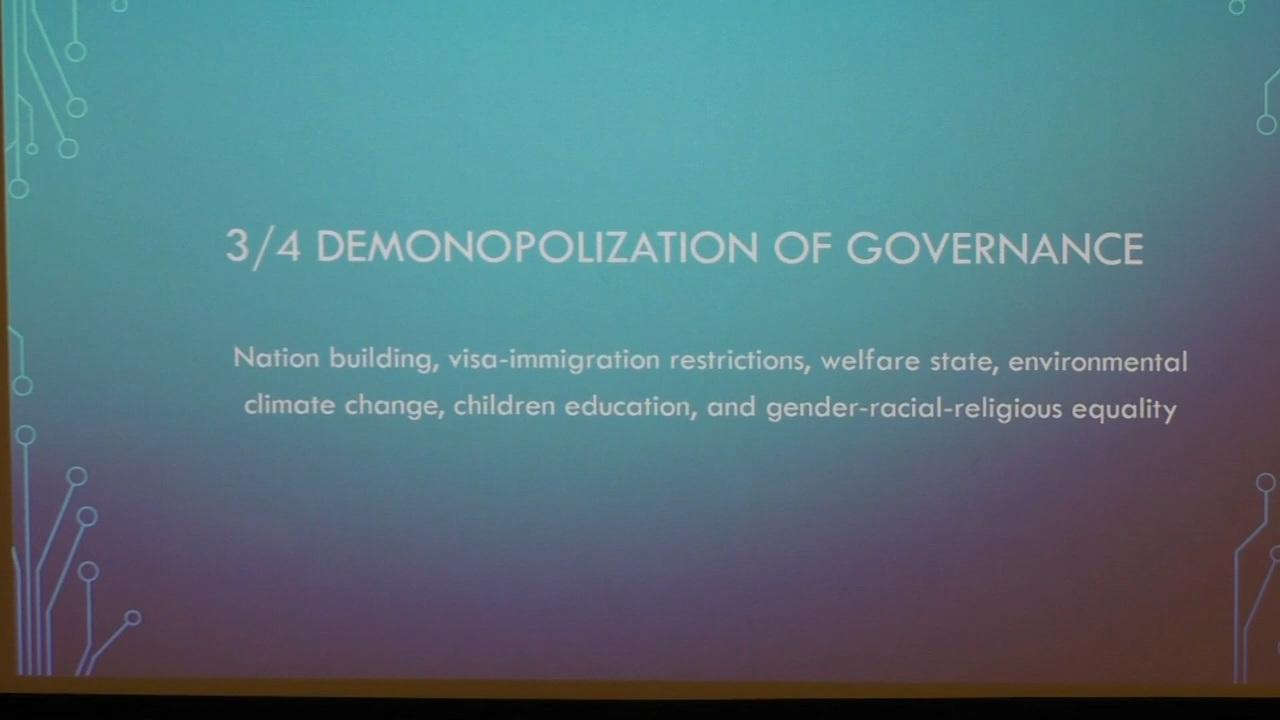 3/4 DEMONOPOLIZATION OF GOVERNANCE
Nation building, visa-immigration restrictions, welfare state, environmental
climate change, children education, and gender-racial-religious equality